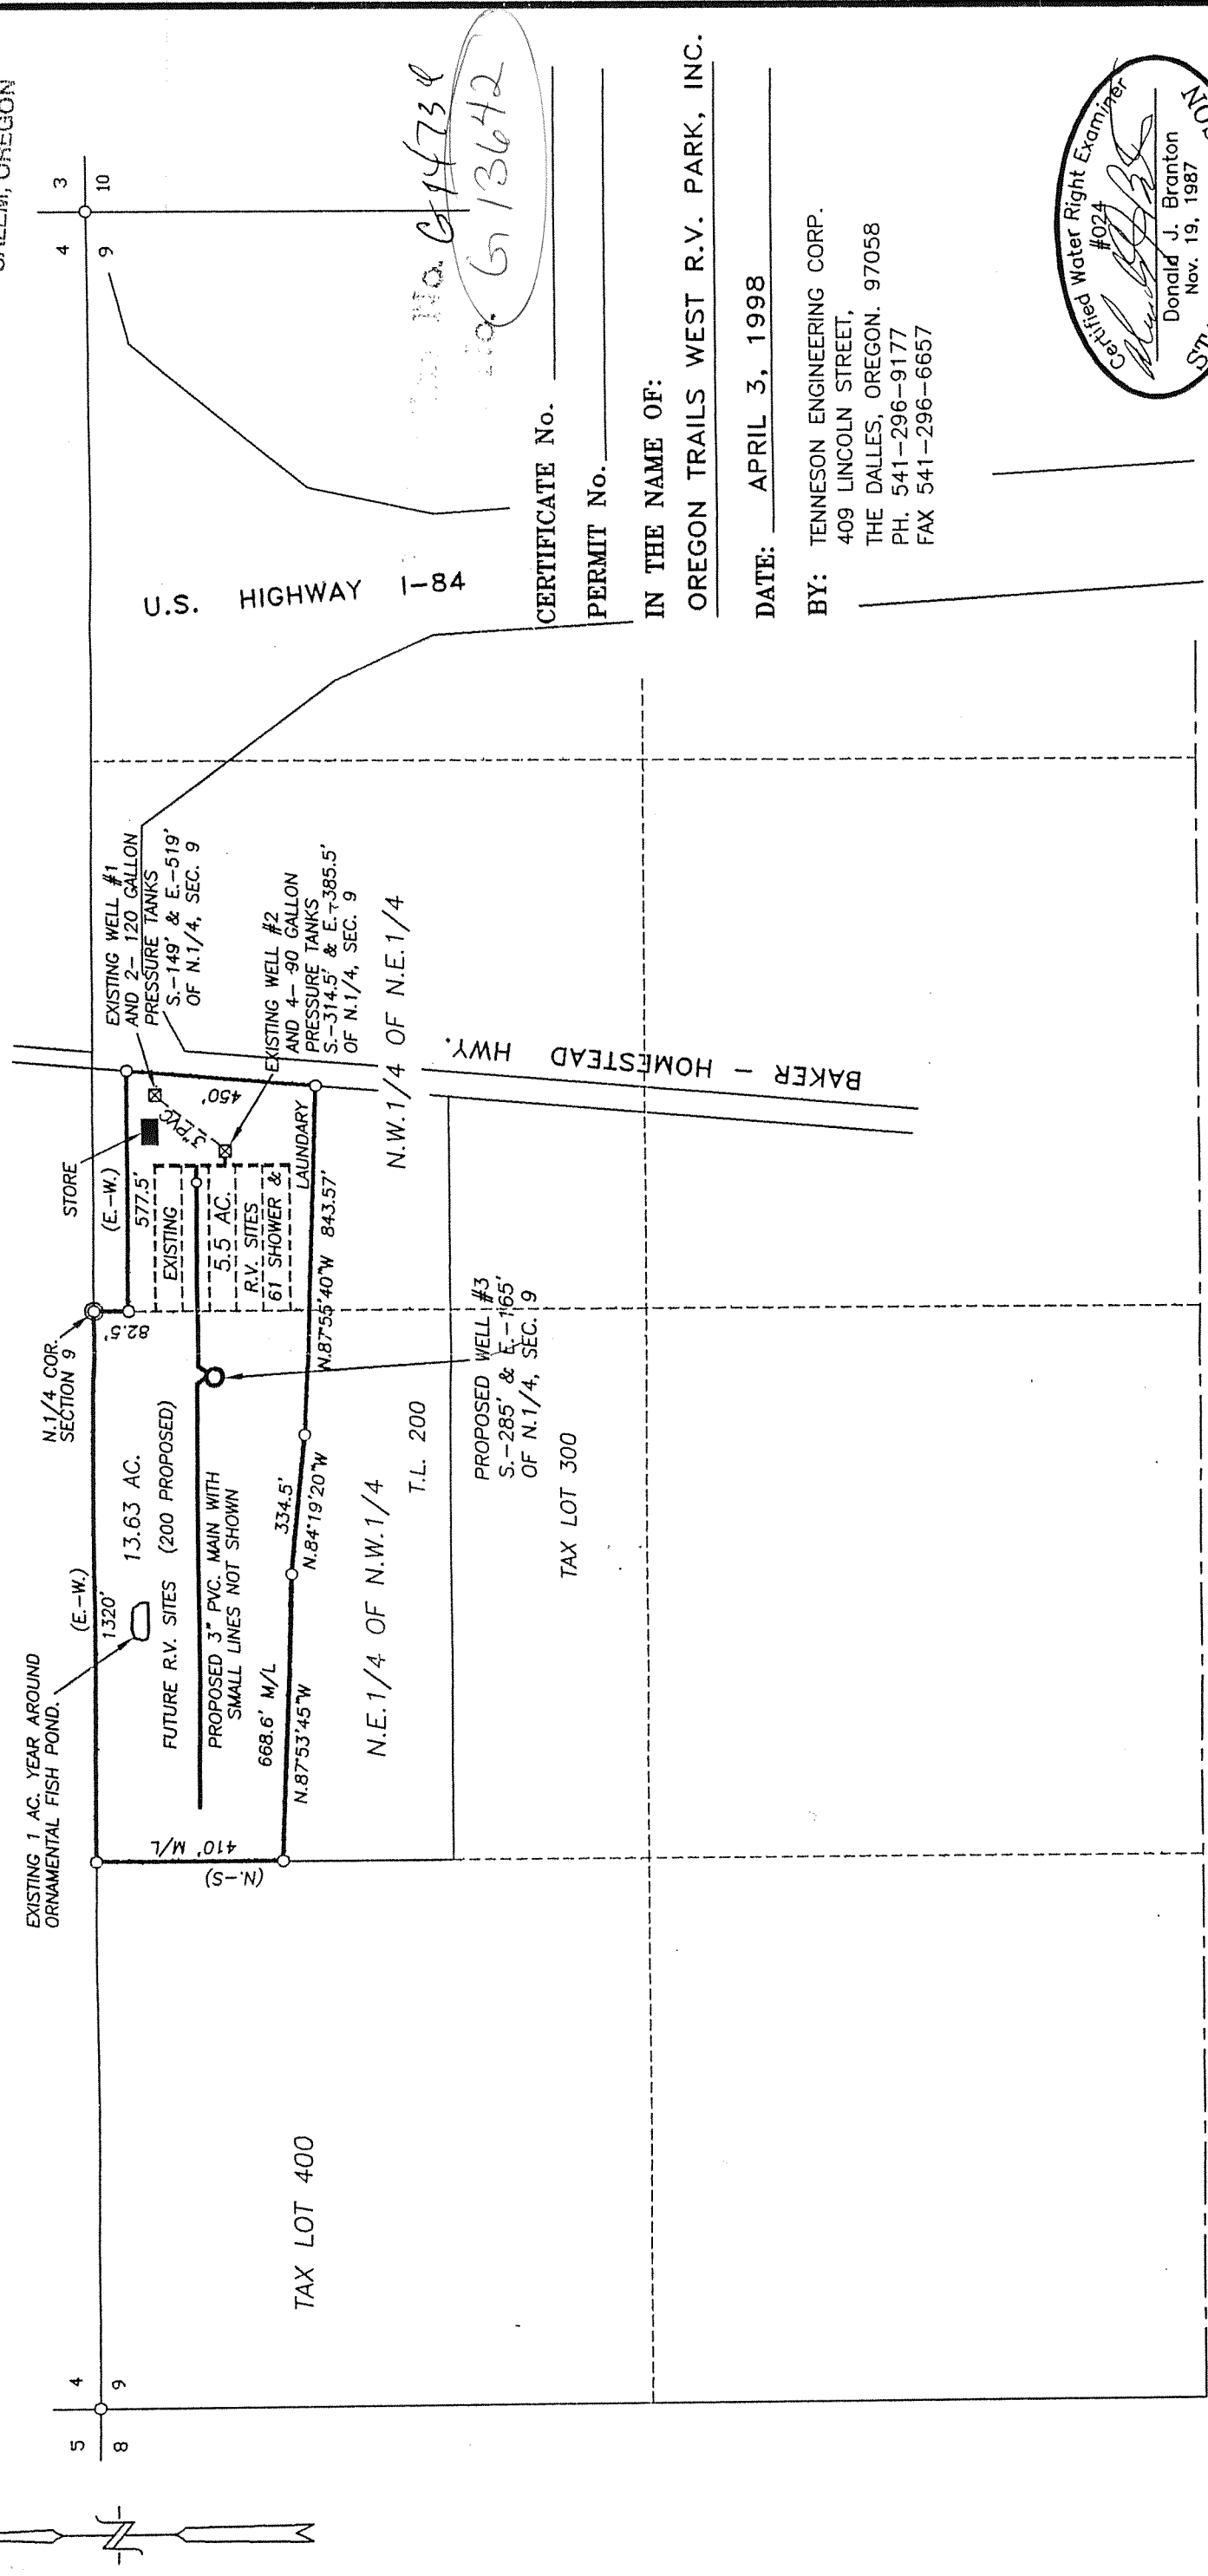 SALEM, OREGON
5
4
8
9
4
3
9
10
EXISTING 1 AC. YEAR AROUND
ORNAMENTAL FISH POND.
(E.-W.)
1320'
13.63 AC.
FUTURE R.V. SITES (200 PROPOSED)
PROPOSED 3" PVC. MAIN WITH
SMALL LINES NOT SHOWN
668.6' M/L
N.87°53'45"W
334.5'
N.84°19'20"W
410' M/L
(N.-S)
N.1/4 COR.
SECTION 9
82.5'
STORE
(E.-W.)
577.5'
EXISTING
5.5 AC.
R.V. SITES
61 SHOWER &
LAUNDARY
3" PVC
450'
N.87°55'40"W 843.57'
EXISTING WELL #1
AND 2- 120 GALLON
PRESSURE TANKS
S.-149' & E.-519'
OF N.1/4, SEC. 9
EXISTING WELL #2
AND 4- 90 GALLON
PRESSURE TANKS
S.-314.5' & E.-385.5'
OF N.1/4, SEC. 9
N.W.1/4 OF N.E.1/4
N.E.1/4 OF N.W.1/4
T.L. 200
PROPOSED WELL #3
S.-285' & E.-165'
OF N.1/4, SEC. 9
TAX LOT 300
TAX LOT 400
BAKER - HOMESTEAD HWY.
U.S. HIGHWAY I-84
No. G 14734
No. G 13642
CERTIFICATE No.
PERMIT No.
IN THE NAME OF:
OREGON TRAILS WEST R.V. PARK, INC.
DATE: APRIL 3, 1998
BY: TENNESON ENGINEERING CORP.
409 LINCOLN STREET,
THE DALLES, OREGON. 97058
PH. 541-296-9177
FAX 541-296-6657
Certified Water Right Examiner
#024
Donald J. Branton
Nov. 19, 1987